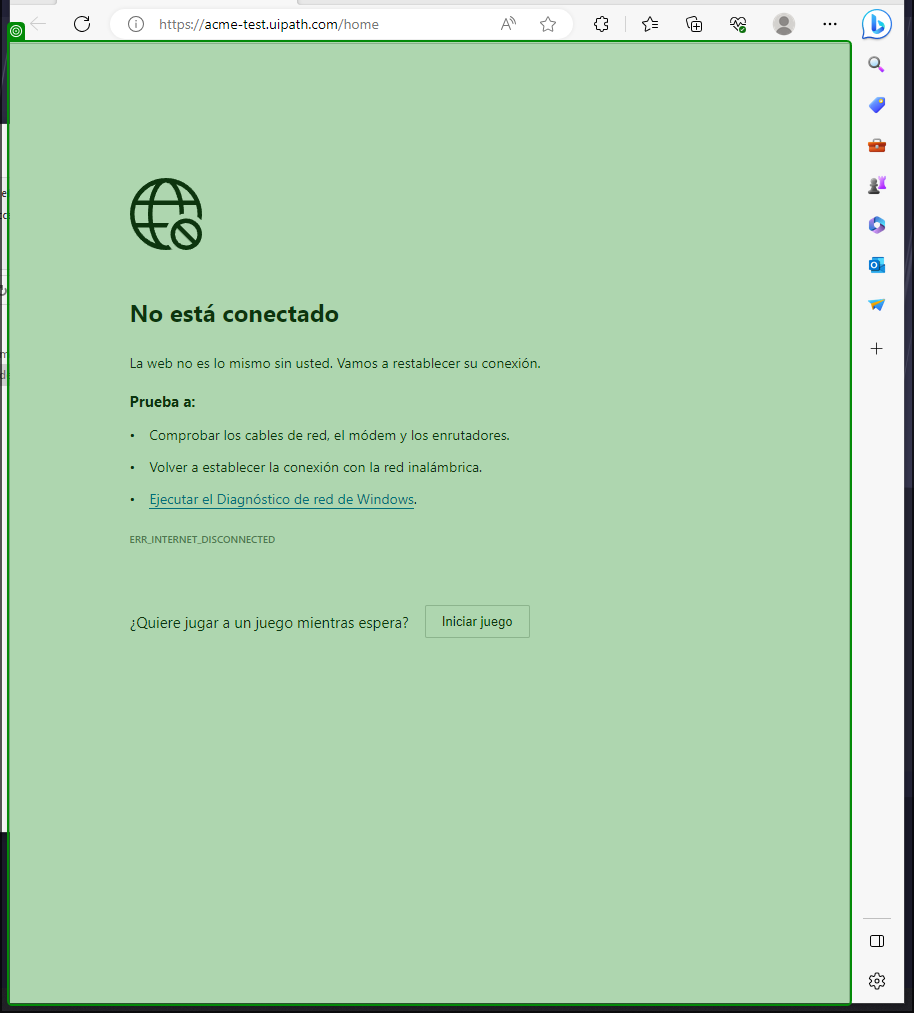 https://acme-test.uipath.com/home
No está conectado
La web no es lo mismo sin usted. Vamos a restablecer su conexión.
Prueba a:
• Comprobar los cables de red, el módem y los enrutadores.
• Volver a establecer la conexión con la red inalámbrica.
• Ejecutar el Diagnóstico de red de Windows.
ERR_INTERNET_DISCONNECTED
¿Quiere jugar a un juego mientras espera? Iniciar juego